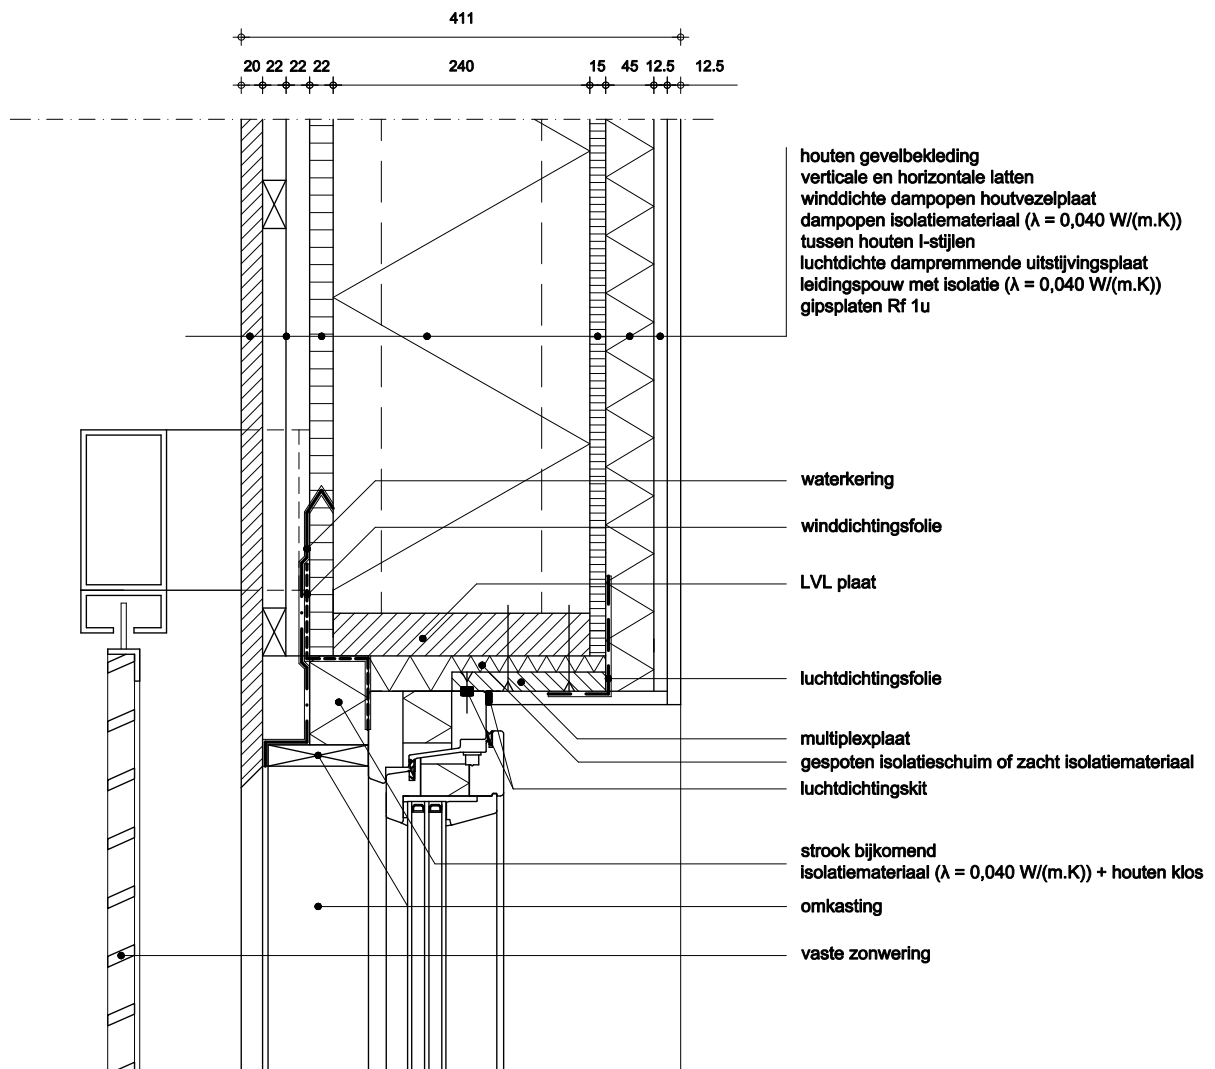 411
20 22 22 22 240 15 45 12.5 12.5
houten gevelbekleding
verticale en horizontale latten
winddichte dampopen houtvezelplaat
dampopen isolatiemateriaal (λ = 0,040 W/(m.K))
tussen houten I-stijlen
luchtdichte dampremmende uitstijvingsplaat
leidingspouw met isolatie (λ = 0,040 W/(m.K))
gipsplaten Rf 1u
waterkering
winddichtingsfolie
LVL plaat
luchtdichtingsfolie
multiplexplaat
gespoten isolatieschuim of zacht isolatiemateriaal
luchtdichtingskit
strook bijkomend
isolatiemateriaal (λ = 0,040 W/(m.K)) + houten klos
omkasting
vaste zonwering